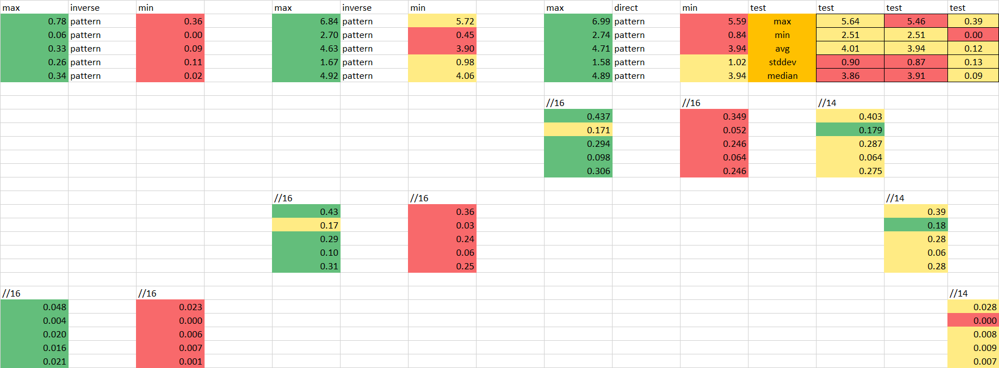 max inverse min max inverse min max direct min test test test test
0.78 pattern 0.36 6.84 pattern 5.72 6.99 pattern 5.59 max 5.64 5.46 0.39
0.06 pattern 0.00 2.70 pattern 0.45 2.74 pattern 0.84 min 2.51 2.51 0.00
0.33 pattern 0.09 4.63 pattern 3.90 4.71 pattern 3.94 avg 4.01 3.94 0.12
0.26 pattern 0.11 1.67 pattern 0.98 1.58 pattern 1.02 stddev 0.90 0.87 0.13
0.34 pattern 0.02 4.92 pattern 4.06 4.89 pattern 3.94 median 3.86 3.91 0.09
//16 //16 //14
0.437 0.349 0.403
0.171 0.052 0.179
0.294 0.246 0.287
0.098 0.064 0.064
0.306 0.246 0.275
//16 //16 //14
0.43 0.36 0.39
0.17 0.03 0.18
0.29 0.24 0.28
0.10 0.06 0.06
0.31 0.25 0.28
//16 //16 //14
0.048 0.023 0.028
0.004 0.000 0.000
0.020 0.006 0.008
0.016 0.007 0.009
0.021 0.001 0.007